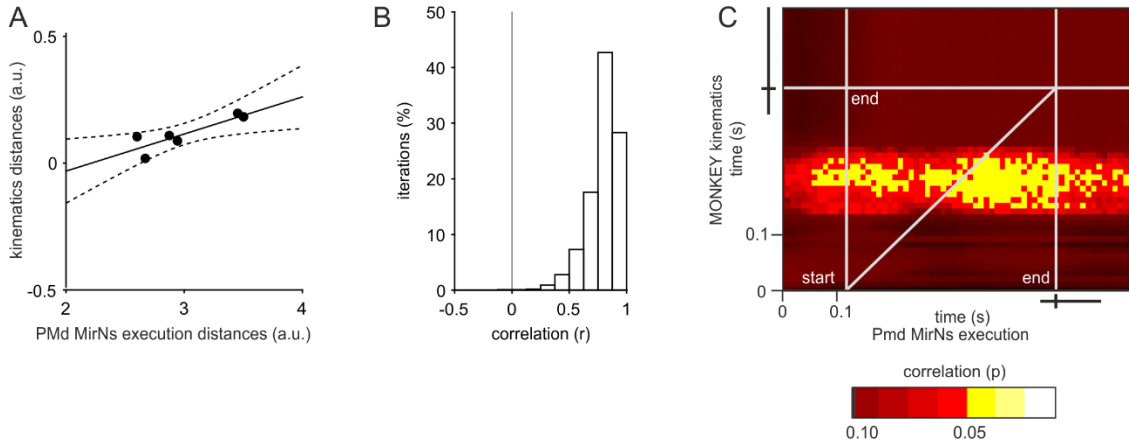 A
0.5
0
-0.5
kinematics distances (a.u.)
2
3
4
PMd MirNs execution distances (a.u.)
B
50
40
30
20
10
0
iterations (%)
-0.5
0
0.5
1
correlation (r)
C
MONKEY kinematics
time (s)
0.1
0
end
start
end
0
0.1
time (s)
Pmd MirNs execution
correlation (p)
0.10
0.05